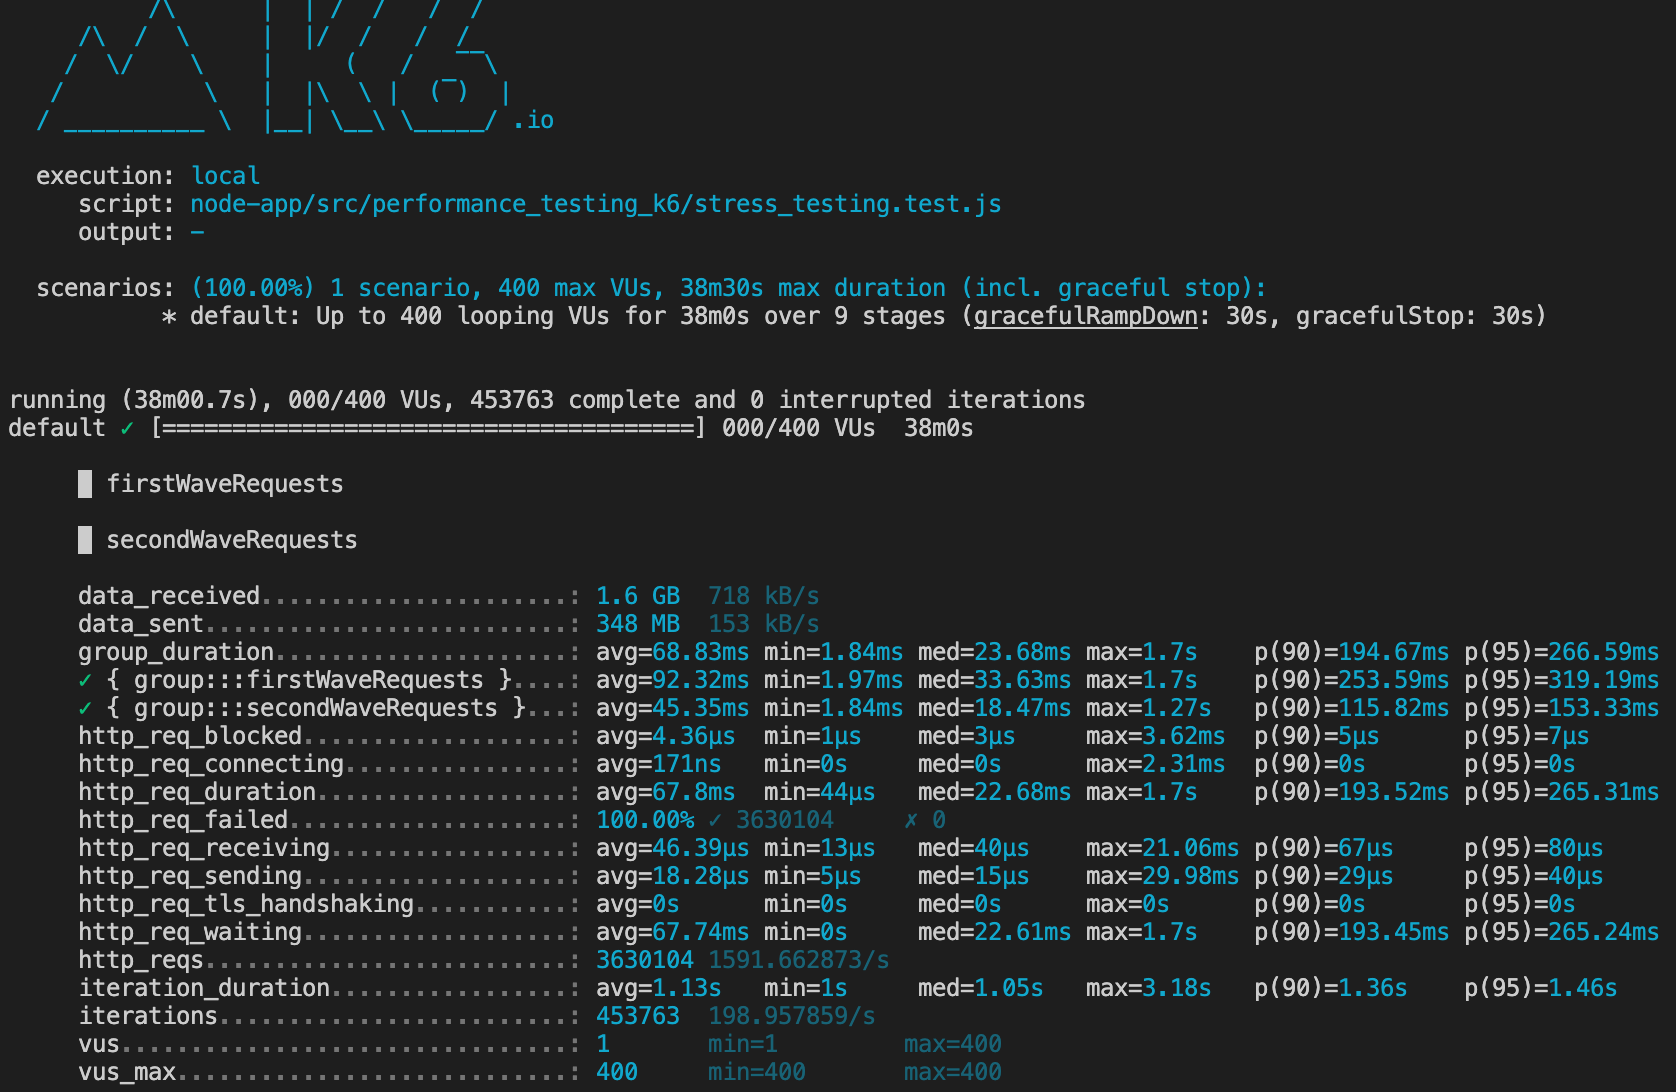 /\      |‾‾| /‾‾/   /‾‾/
/\  /  \     |  |/  /   /  /
/  \/    \    |     (   /   ‾‾\
/          \   |  |\  \ |  (‾)  |
/ __________ \  |__| \__\ \_____/ .io
execution: local
script: node-app/src/performance_testing_k6/stress_testing.test.js
output: -
scenarios: (100.00%) 1 scenario, 400 max VUs, 38m30s max duration (incl. graceful stop):
* default: Up to 400 looping VUs for 38m0s over 9 stages (gracefulRampDown: 30s, gracefulStop: 30s)
running (38m00.7s), 000/400 VUs, 453763 complete and 0 interrupted iterations
default ✓ [======================================] 000/400 VUs  38m0s
█ firstWaveRequests
█ secondWaveRequests
data_received......................: 1.6 GB  718 kB/s
data_sent..........................: 348 MB  153 kB/s
group_duration.....................: avg=68.83ms min=1.84ms med=23.68ms max=1.7s    p(90)=194.67ms p(95)=266.59ms
✓ { group:::firstWaveRequests }....: avg=92.32ms min=1.97ms med=33.63ms max=1.7s    p(90)=253.59ms p(95)=319.19ms
✓ { group:::secondWaveRequests }...: avg=45.35ms min=1.84ms med=18.47ms max=1.27s   p(90)=115.82ms p(95)=153.33ms
http_req_blocked...................: avg=4.36µs  min=1µs    med=3µs     max=3.62ms  p(90)=5µs      p(95)=7µs
http_req_connecting................: avg=171ns   min=0s     med=0s      max=2.31ms  p(90)=0s       p(95)=0s
http_req_duration..................: avg=67.8ms  min=44µs   med=22.68ms max=1.7s    p(90)=193.52ms p(95)=265.31ms
http_req_failed....................: 100.00% ✓ 3630104     ✗ 0
http_req_receiving.................: avg=46.39µs min=13µs   med=40µs    max=21.06ms p(90)=67µs     p(95)=80µs
http_req_sending...................: avg=18.28µs min=5µs    med=15µs    max=29.98ms p(90)=29µs     p(95)=40µs
http_req_tls_handshaking...........: avg=0s      min=0s     med=0s      max=0s      p(90)=0s       p(95)=0s
http_req_waiting...................: avg=67.74ms min=0s     med=22.61ms max=1.7s    p(90)=193.45ms p(95)=265.24ms
http_reqs..........................: 3630104 1591.662873/s
iteration_duration.................: avg=1.13s   min=1s     med=1.05s   max=3.18s   p(90)=1.36s    p(95)=1.46s
iterations.........................: 453763  198.957859/s
vus................................: 1       min=1         max=400
vus_max............................: 400     min=400       max=400